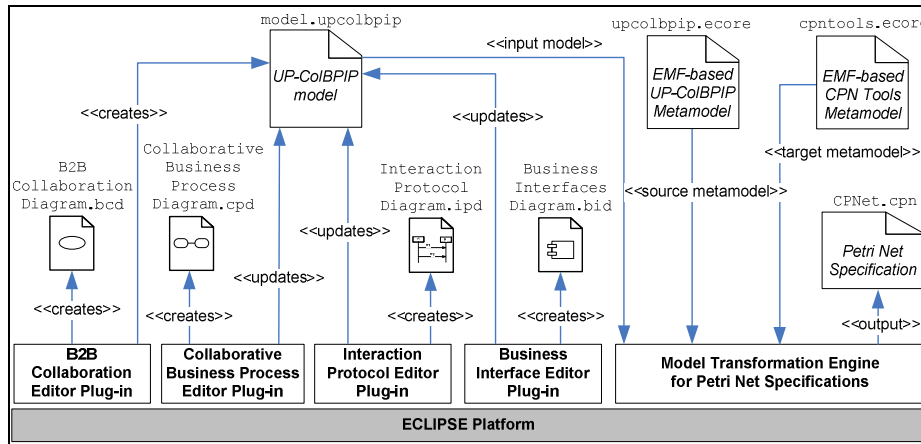 model.upcolbpip
upcolbpip.ecore
cpntools.ecore
<<input model>>
UP-ColBPIP
model
EMF-based
UP-ColBPIP
Metamodel
EMF-based
CPN Tools
Metamodel
<<creates>>
<<updates>>
B2B
Collaboration
Diagram.bcd
Collaborative
Business
Process
Diagram.cpd
Interaction
Protocol
Diagram.ipd
Business
Interfaces
Diagram.bid
<<target metamodel>>
<<source metamodel>>
CPNet.cpn
Petri Net
Specification
<<updates>>
<<updates>>
<<creates>>
<<creates>>
<<creates>>
<<creates>>
<<output>>
B2B
Collaboration
Editor Plug-in
Collaborative
Business Process
Editor Plug-in
Interaction
Protocol Editor
Plug-in
Business
Interface Editor
Plug-in
Model Transformation Engine
for Petri Net Specifications
ECLIPSE Platform